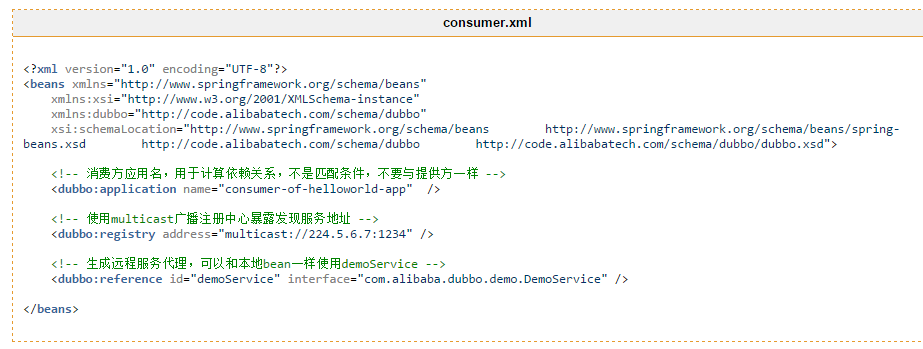 consumer.xml
<?xml version="1.0" encoding="UTF-8"?>
<beans xmlns="http://www.springframework.org/schema/beans"
    xmlns:xsi="http://www.w3.org/2001/XMLSchema-instance"
    xmlns:dubbo="http://code.alibabatech.com/schema/dubbo"
    xsi:schemaLocation="http://www.springframework.org/schema/beans        http://www.springframework.org/schema/beans/spring-
beans.xsd        http://code.alibabatech.com/schema/dubbo        http://code.alibabatech.com/schema/dubbo/dubbo.xsd">
    <!-- 消费方应用名，用于计算依赖关系，不是匹配条件，不要与提供方一样 -->
    <dubbo:application name="consumer-of-helloworld-app"  />
    <!-- 使用multicast广播注册中心暴露发现服务地址 -->
    <dubbo:registry address="multicast://224.5.6.7:1234" />
    <!-- 生成远程服务代理，可以和本地bean一样使用demoService -->
    <dubbo:reference id="demoService" interface="com.alibaba.dubbo.demo.DemoService" />
</beans>